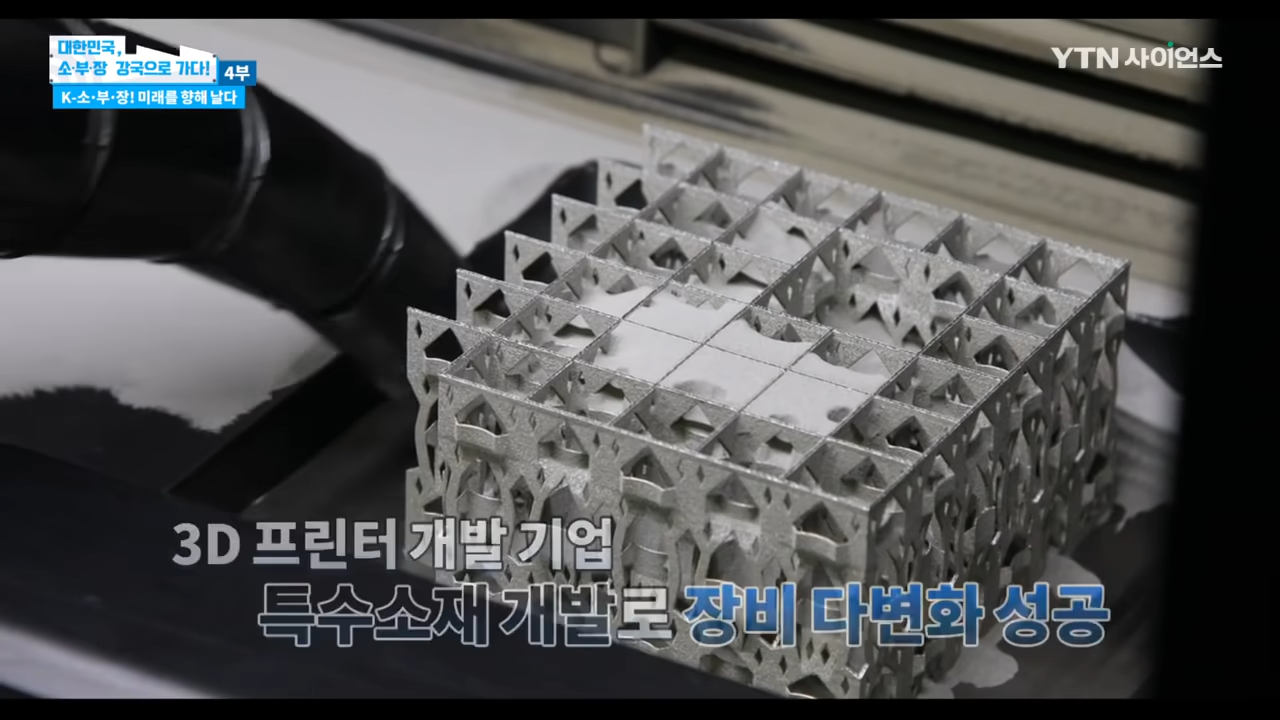 대한민국,
소·부·장 강국으로 가다!
4부
K-소·부·장! 미래를 향해 날다
YTN 사이언스
3D 프린터 개발 기업
특수소재 개발로 장비 다변화 성공